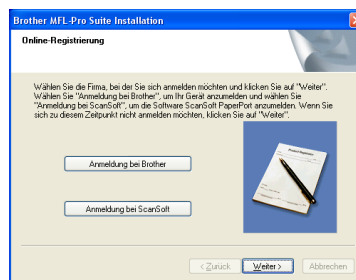 Brother MFL-Pro Suite Installation
Online-Registrierung
Wählen Sie die Firma, bei der Sie sich anmelden möchten und klicken Sie auf "Weiter".
Wählen Sie "Anmeldung bei Brother", um Ihr Gerät anzumelden und wählen Sie
"Anmeldung bei ScanSoft", um die Software ScanSoft PaperPort anzumelden. Wenn Sie
sich zu diesem Zeitpunkt nicht anmelden möchten, klicken Sie auf "Weiter".
Anmeldung bei Brother
Anmeldung bei ScanSoft
< Zurück
Weiter >
Abbrechen